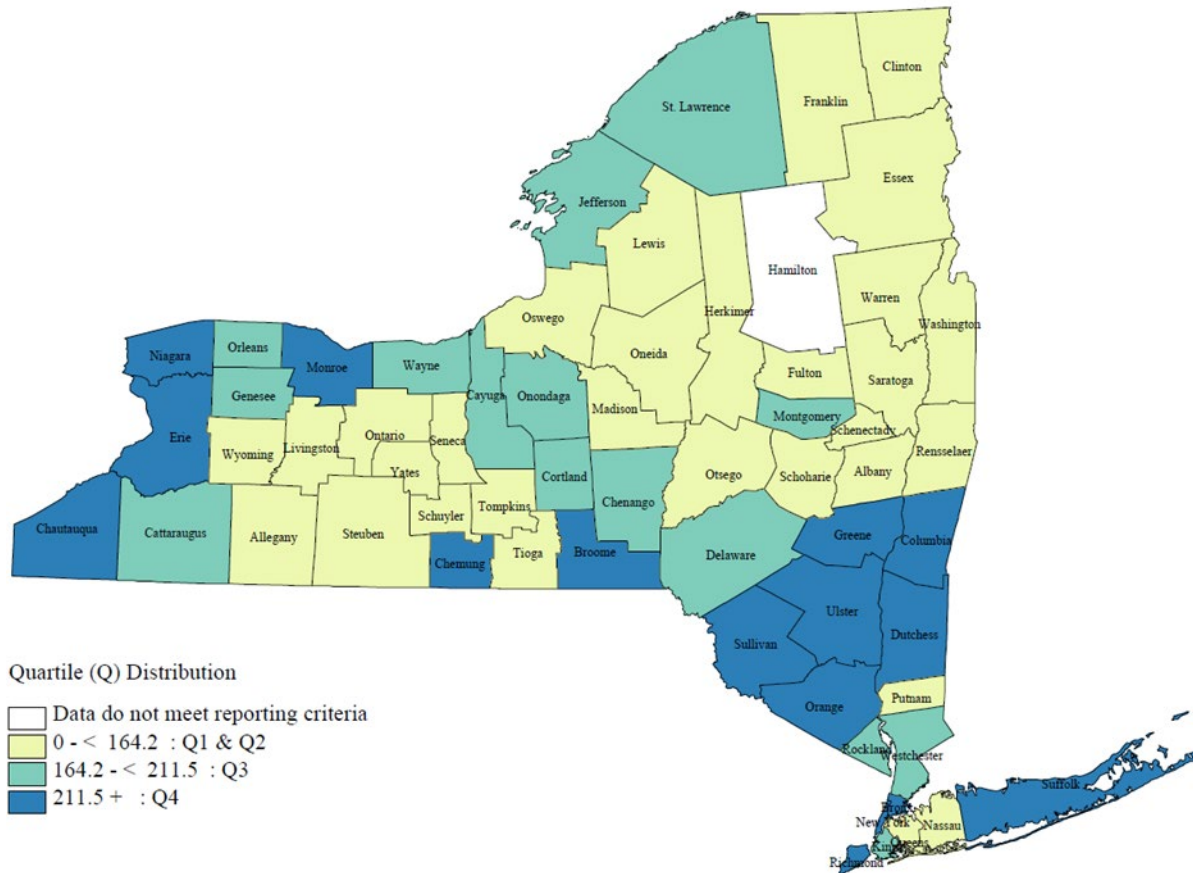 Clinton
Franklin
St. Lawrence
Essex
Jefferson
Lewis
Hamilton
Warren
Herkimer
Washington
Oswego
Oneida
Niagara
Orleans
Monroe
Wayne
Fulton
Saratoga
Cayuga
Onondaga
Genesee
Madison
Montgomery
Schenectady
Erie
Ontario
Seneca
Livingston
Wyoming
Rensselaer
Yates
Otsego
Schoharie
Albany
Cortland
Chenango
Tompkins
Schuyler
Chautauqua
Cattaraugus
Allegany
Steuben
Greene
Columbia
Chemung
Tioga
Broome
Delaware
Ulster
Dutchess
Sullivan
Putnam
Orange
Rockland
Westchester
Suffolk
Bronx
New York
Nassau
Queens
Kings
Richmond
Quartile (Q) Distribution
Data do not meet reporting criteria
0 - < 164.2 : Q1 & Q2
164.2 - < 211.5 : Q3
211.5 + : Q4